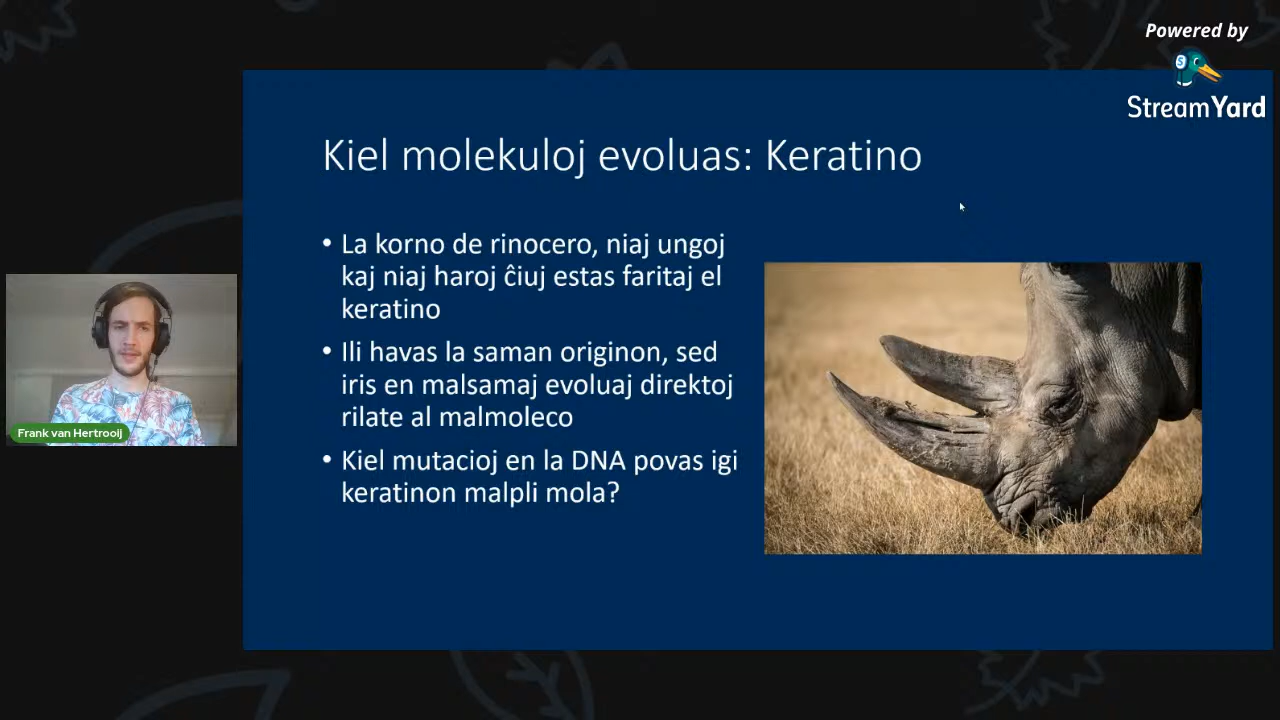 Powered by
StreamYard
Kiel molekuloj evoluas: Keratino
• La korno de rinocero, niaj ungoj
kaj niaj haroj ĉiuj estas faritaj el
keratino
• Ili havas la saman originon, sed
iris en malsamaj evoluaj direktoj
rilate al malmoleco
• Kiel mutacioj en la DNA povas igi
keratinon malpli mola?
Frank van Hertrooij